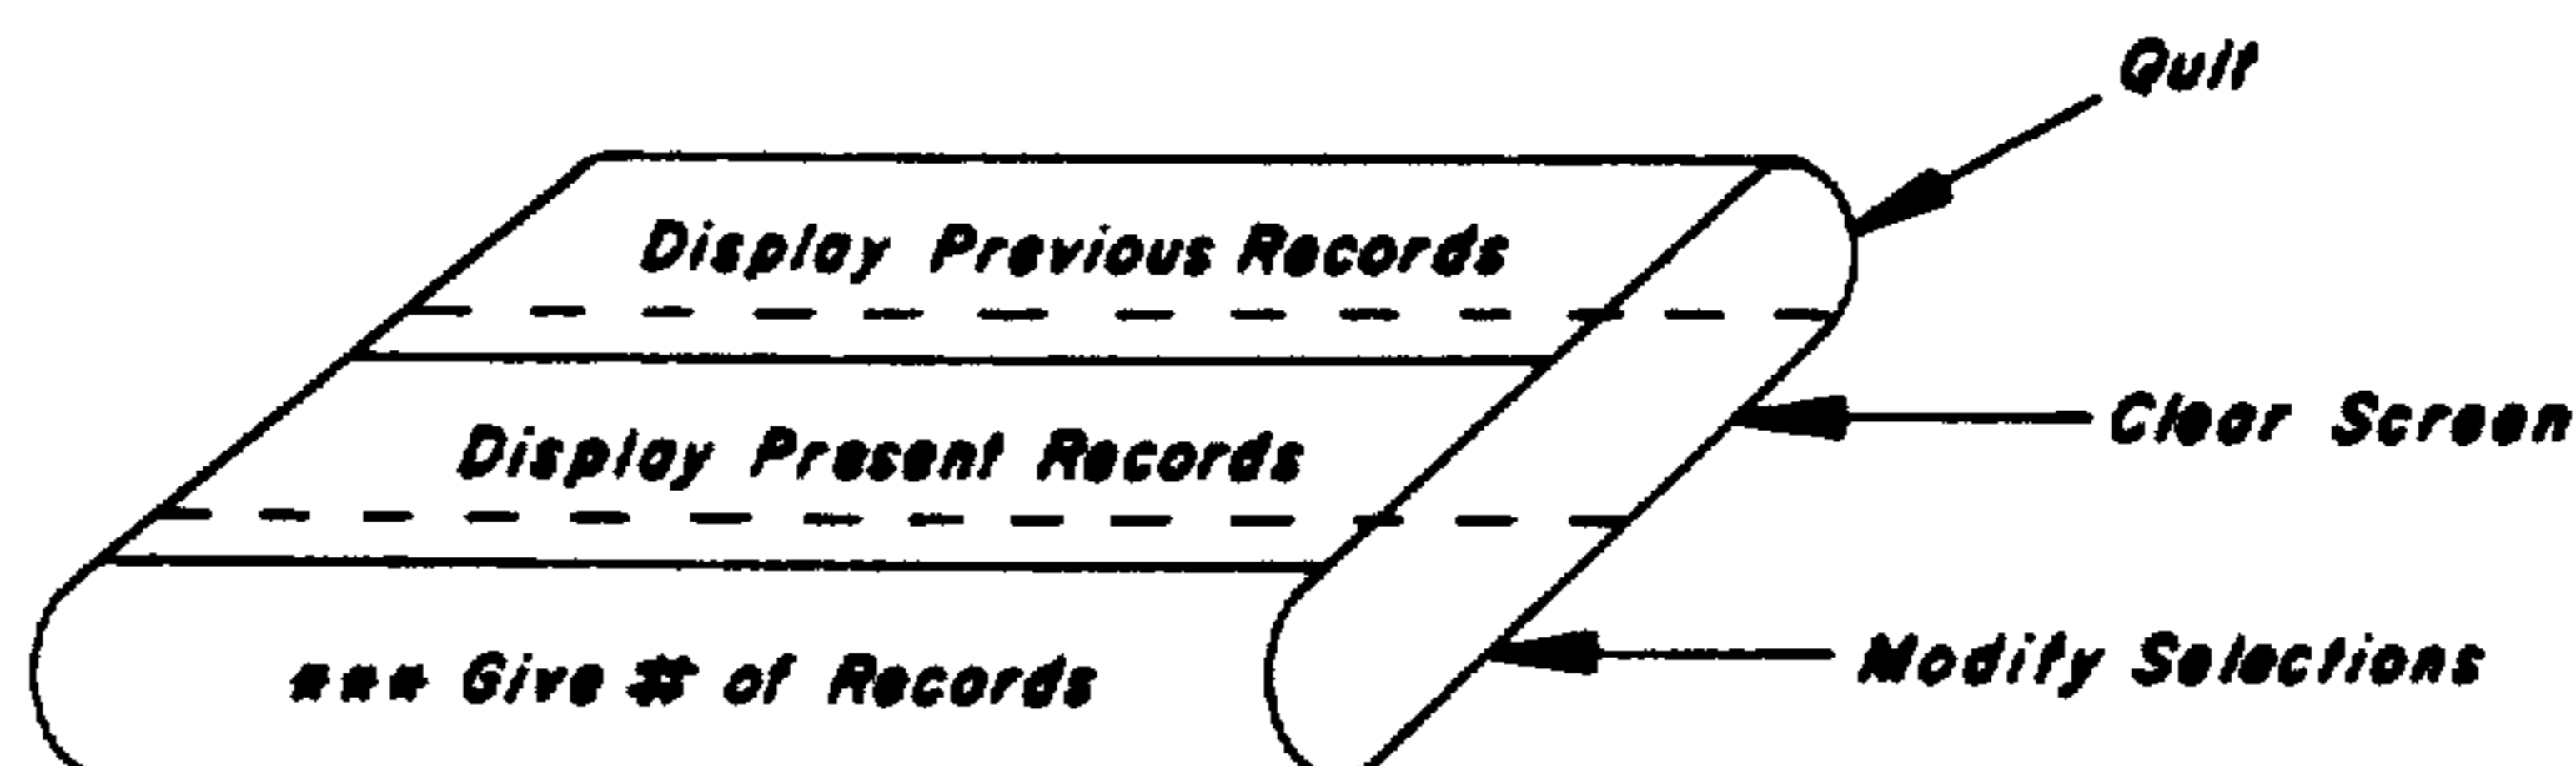 Quit
Display Previous Records
Clear Screen
Display Present Records
*** Give # of Records
Modify Selections